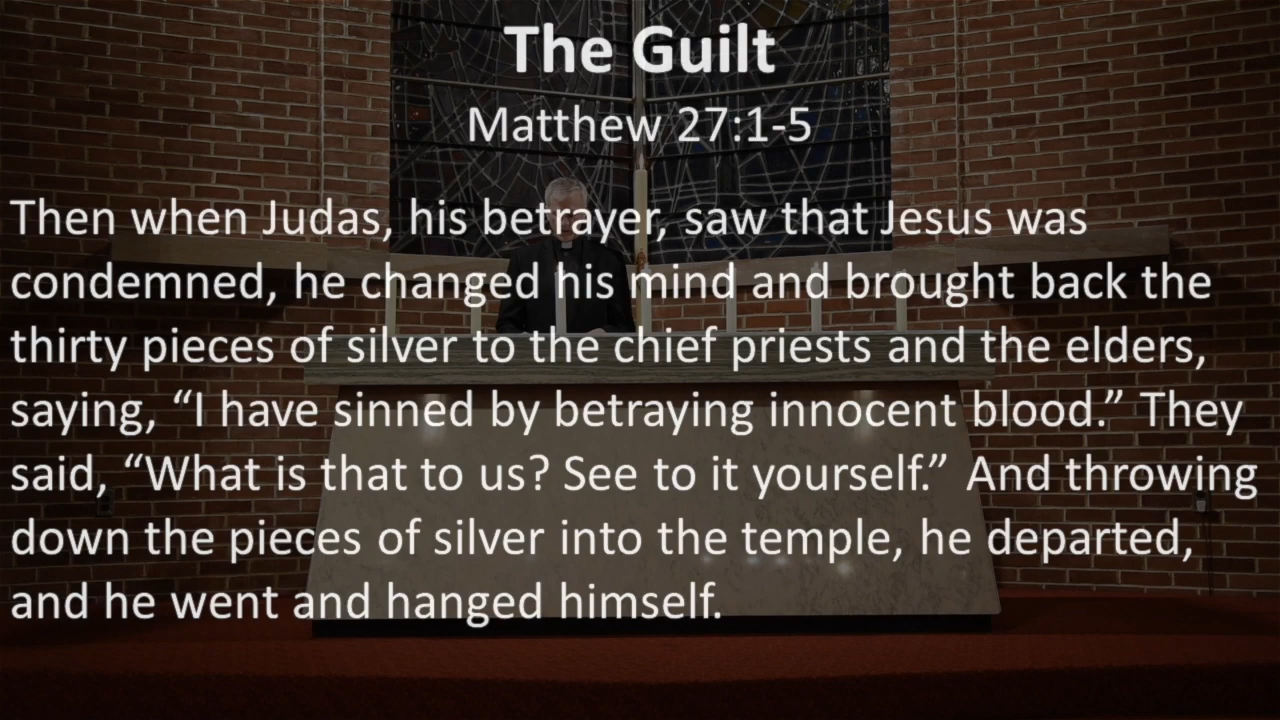 The Guilt
Matthew 27:1-5
Then when Judas, his betrayer, saw that Jesus was
condemned, he changed his mind and brought back the
thirty pieces of silver to the chief priests and the elders,
saying, “I have sinned by betraying innocent blood.” They
said, “What is that to us? See to it yourself.” And throwing
down the pieces of silver into the temple, he departed,
and he went and hanged himself.